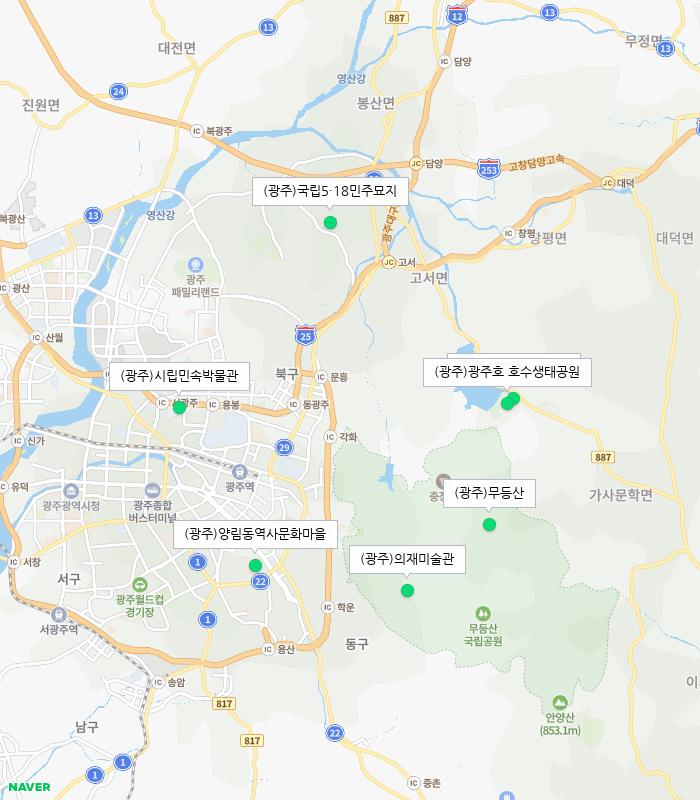 887
12
13
13
대전면
무정면
13
IC 담양
영산강
24
봉산면
진원면
IC 북광주
JC 담양
253
고창담양고속
JC 대덕
(광주)국립5·18민주묘지
13
영산강
북광산
광주대구
IC 창평
창평면
대덕면
광주
패밀리랜드
JC 고서
고서면
IC 광산
25
IC 산월
(광주)시립민속박물관
북구
IC 문흥
(광주)광주호 호수생태공원
IC 서광주
IC 용봉
IC 동광주
IC 신가
IC 각화
29
887
광주역
IC 유덕
광주광역시청
광주종합
버스터미널
(광주)무등산
가사문학면
(광주)양림동역사문화마을
(광주)의재미술관
IC 서창
1
22
서구
광주월드컵
경기장
IC 학운
무등산
국립공원
1
서광주역
동구
IC 용산
IC 송암
817
안양산
(853.1m)
남구
22
817
1
1
IC 중촌
NAVER